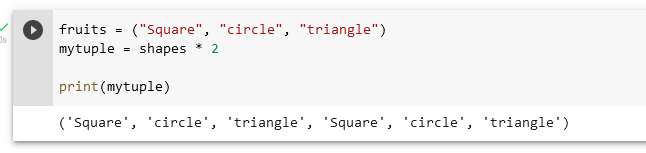 fruits = ("Square", "circle", "triangle")
mytuple = shapes * 2
print(mytuple)
('Square', 'circle', 'triangle', 'Square', 'circle', 'triangle')